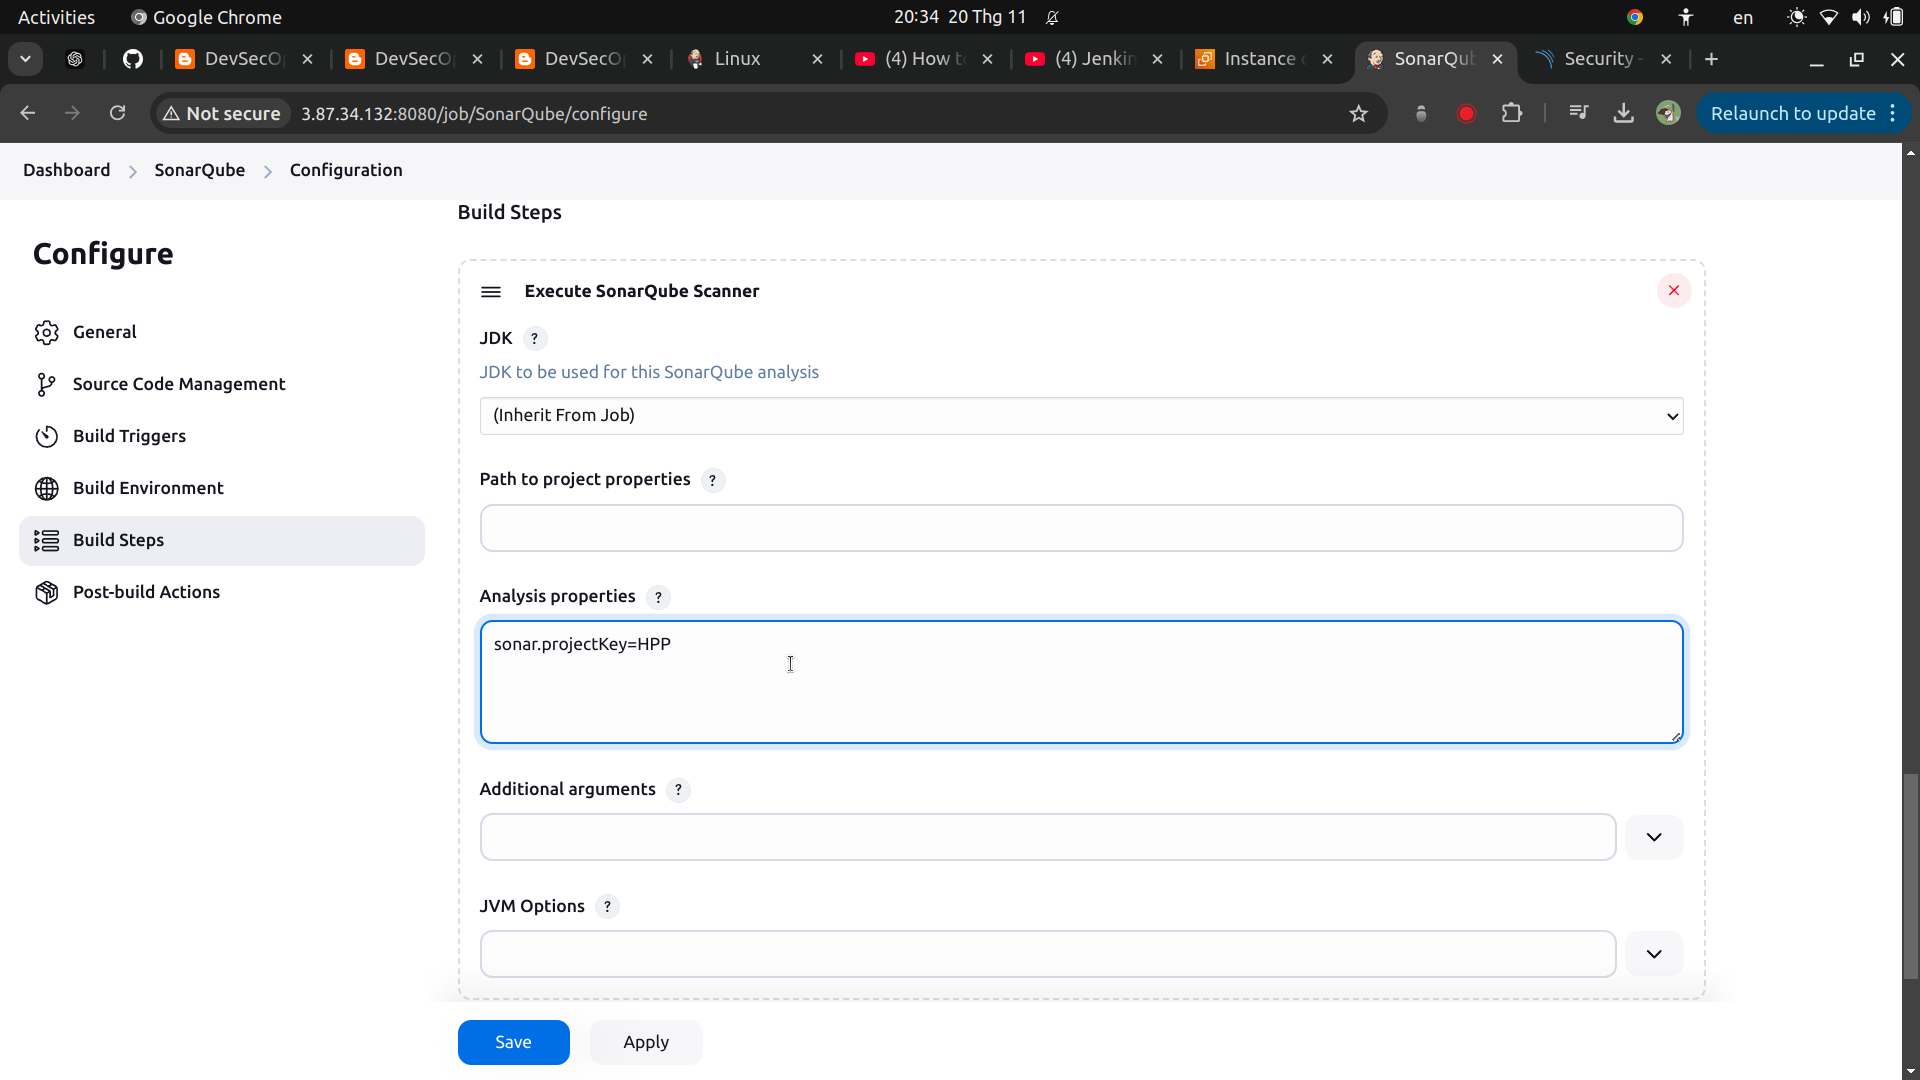 Activities
Google Chrome
20:34 20 Thg 11
en
DevSecO
DevSecO
DevSecO
Linux
(4) How t
(4) Jenkin
Instance
SonarQu
Security
Not secure
3.87.34.132:8080/job/SonarQube/configure
Relaunch to update
Dashboard
SonarQube
Configuration
Configure
General
Source Code Management
Build Triggers
Build Environment
Build Steps
Post-build Actions
Build Steps
Execute SonarQube Scanner
JDK ?
JDK to be used for this SonarQube analysis
(Inherit From Job)
Path to project properties ?
Analysis properties ?
sonar.projectKey=HPP
Additional arguments ?
JVM Options ?
Save
Apply